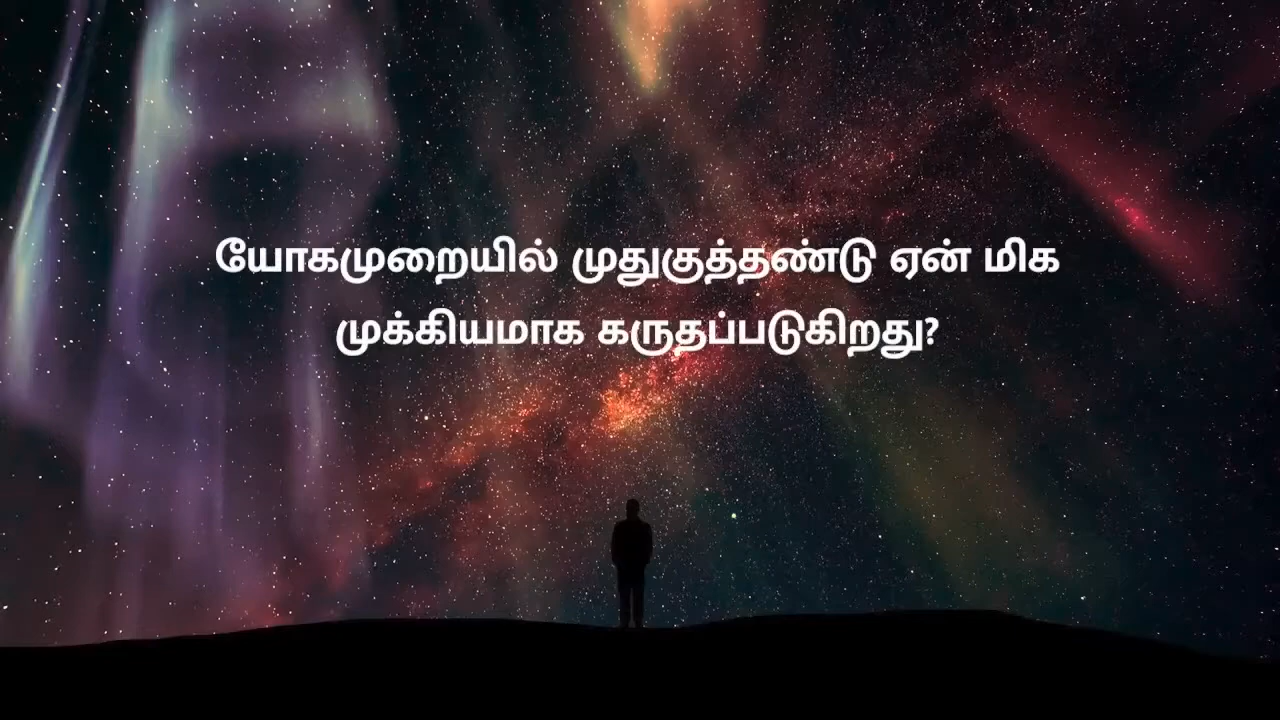 யோகமுறையில் முதுகுத்தண்டு ஏன் மிக
முக்கியமாக கருதப்படுகிறது?